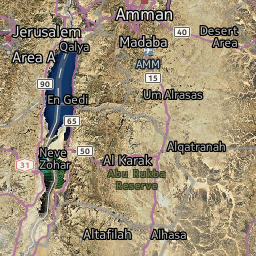 Amman
Jerusalem
40
Desert
Area
Qalya
Madaba
Area A
AMM
90
15
En Gedi
Um Alrasas
65
Neve
Zohar
50
Al Karak
Alqatranah
31
Abu Rukba
Reserve
Altafilah
Alhasa